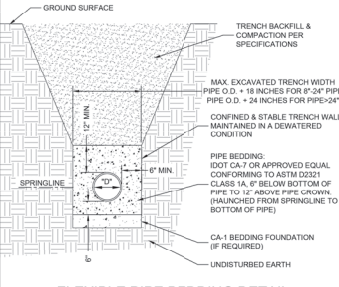 GROUND SURFACE
TRENCH BACKFILL &
COMPACTION PER
SPECIFICATIONS
MAX. EXCAVATED TRENCH WIDTH
PIPE O.D. + 18 INCHES FOR 8"-24" PIPE
PIPE O.D. + 24 INCHES FOR PIPE>24"
CONFINED & STABLE TRENCH WALL
MAINTAINED IN A DEWATERED
CONDITION
12" MIN.
6" MIN.
"D"
SPRINGLINE
PIPE BEDDING:
IDOT CA-7 OR APPROVED EQUAL
CONFORMING TO ASTM D2321
CLASS 1A, 6" BELOW BOTTOM OF
PIPE TO 12" ABOVE PIPE CROWN.
(HAUNCHED FROM SPRINGLINE TO
BOTTOM OF PIPE)
6"
CA-1 BEDDING FOUNDATION
(IF REQUIRED)
UNDISTURBED EARTH